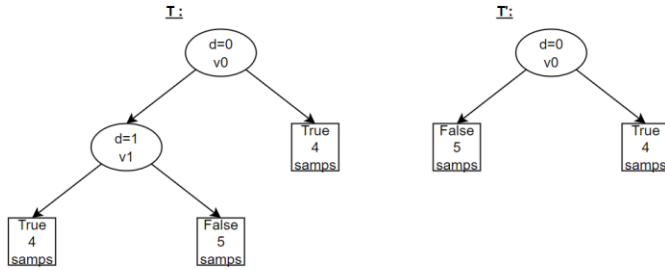 T :
d=0
v0
d=1
v1
True
4
samps
True
4
samps
False
5
samps
T':
d=0
v0
False
5
samps
True
4
samps